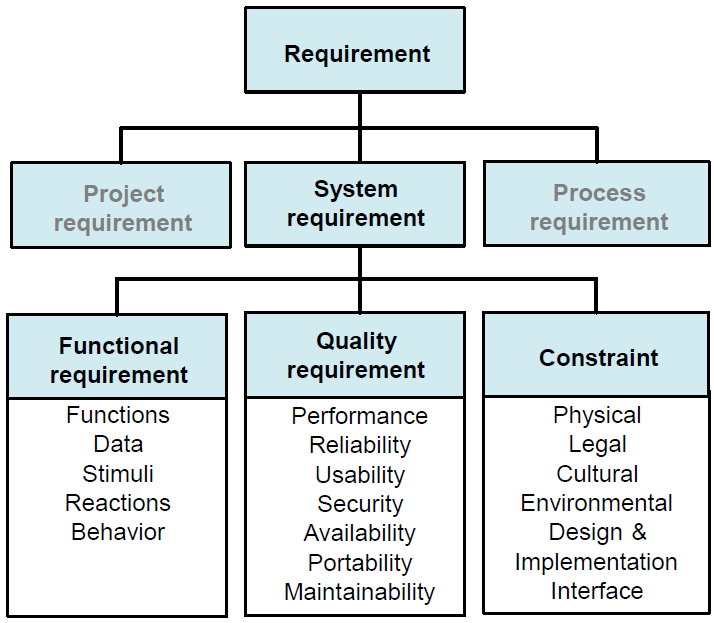 Requirement
Project
requirement
System
requirement
Process
requirement
Functional
requirement
Functions
Data
Stimuli
Reactions
Behavior
Quality
requirement
Performance
Reliability
Usability
Security
Availability
Portability
Maintainability
Constraint
Physical
Legal
Cultural
Environmental
Design &
Implementation
Interface